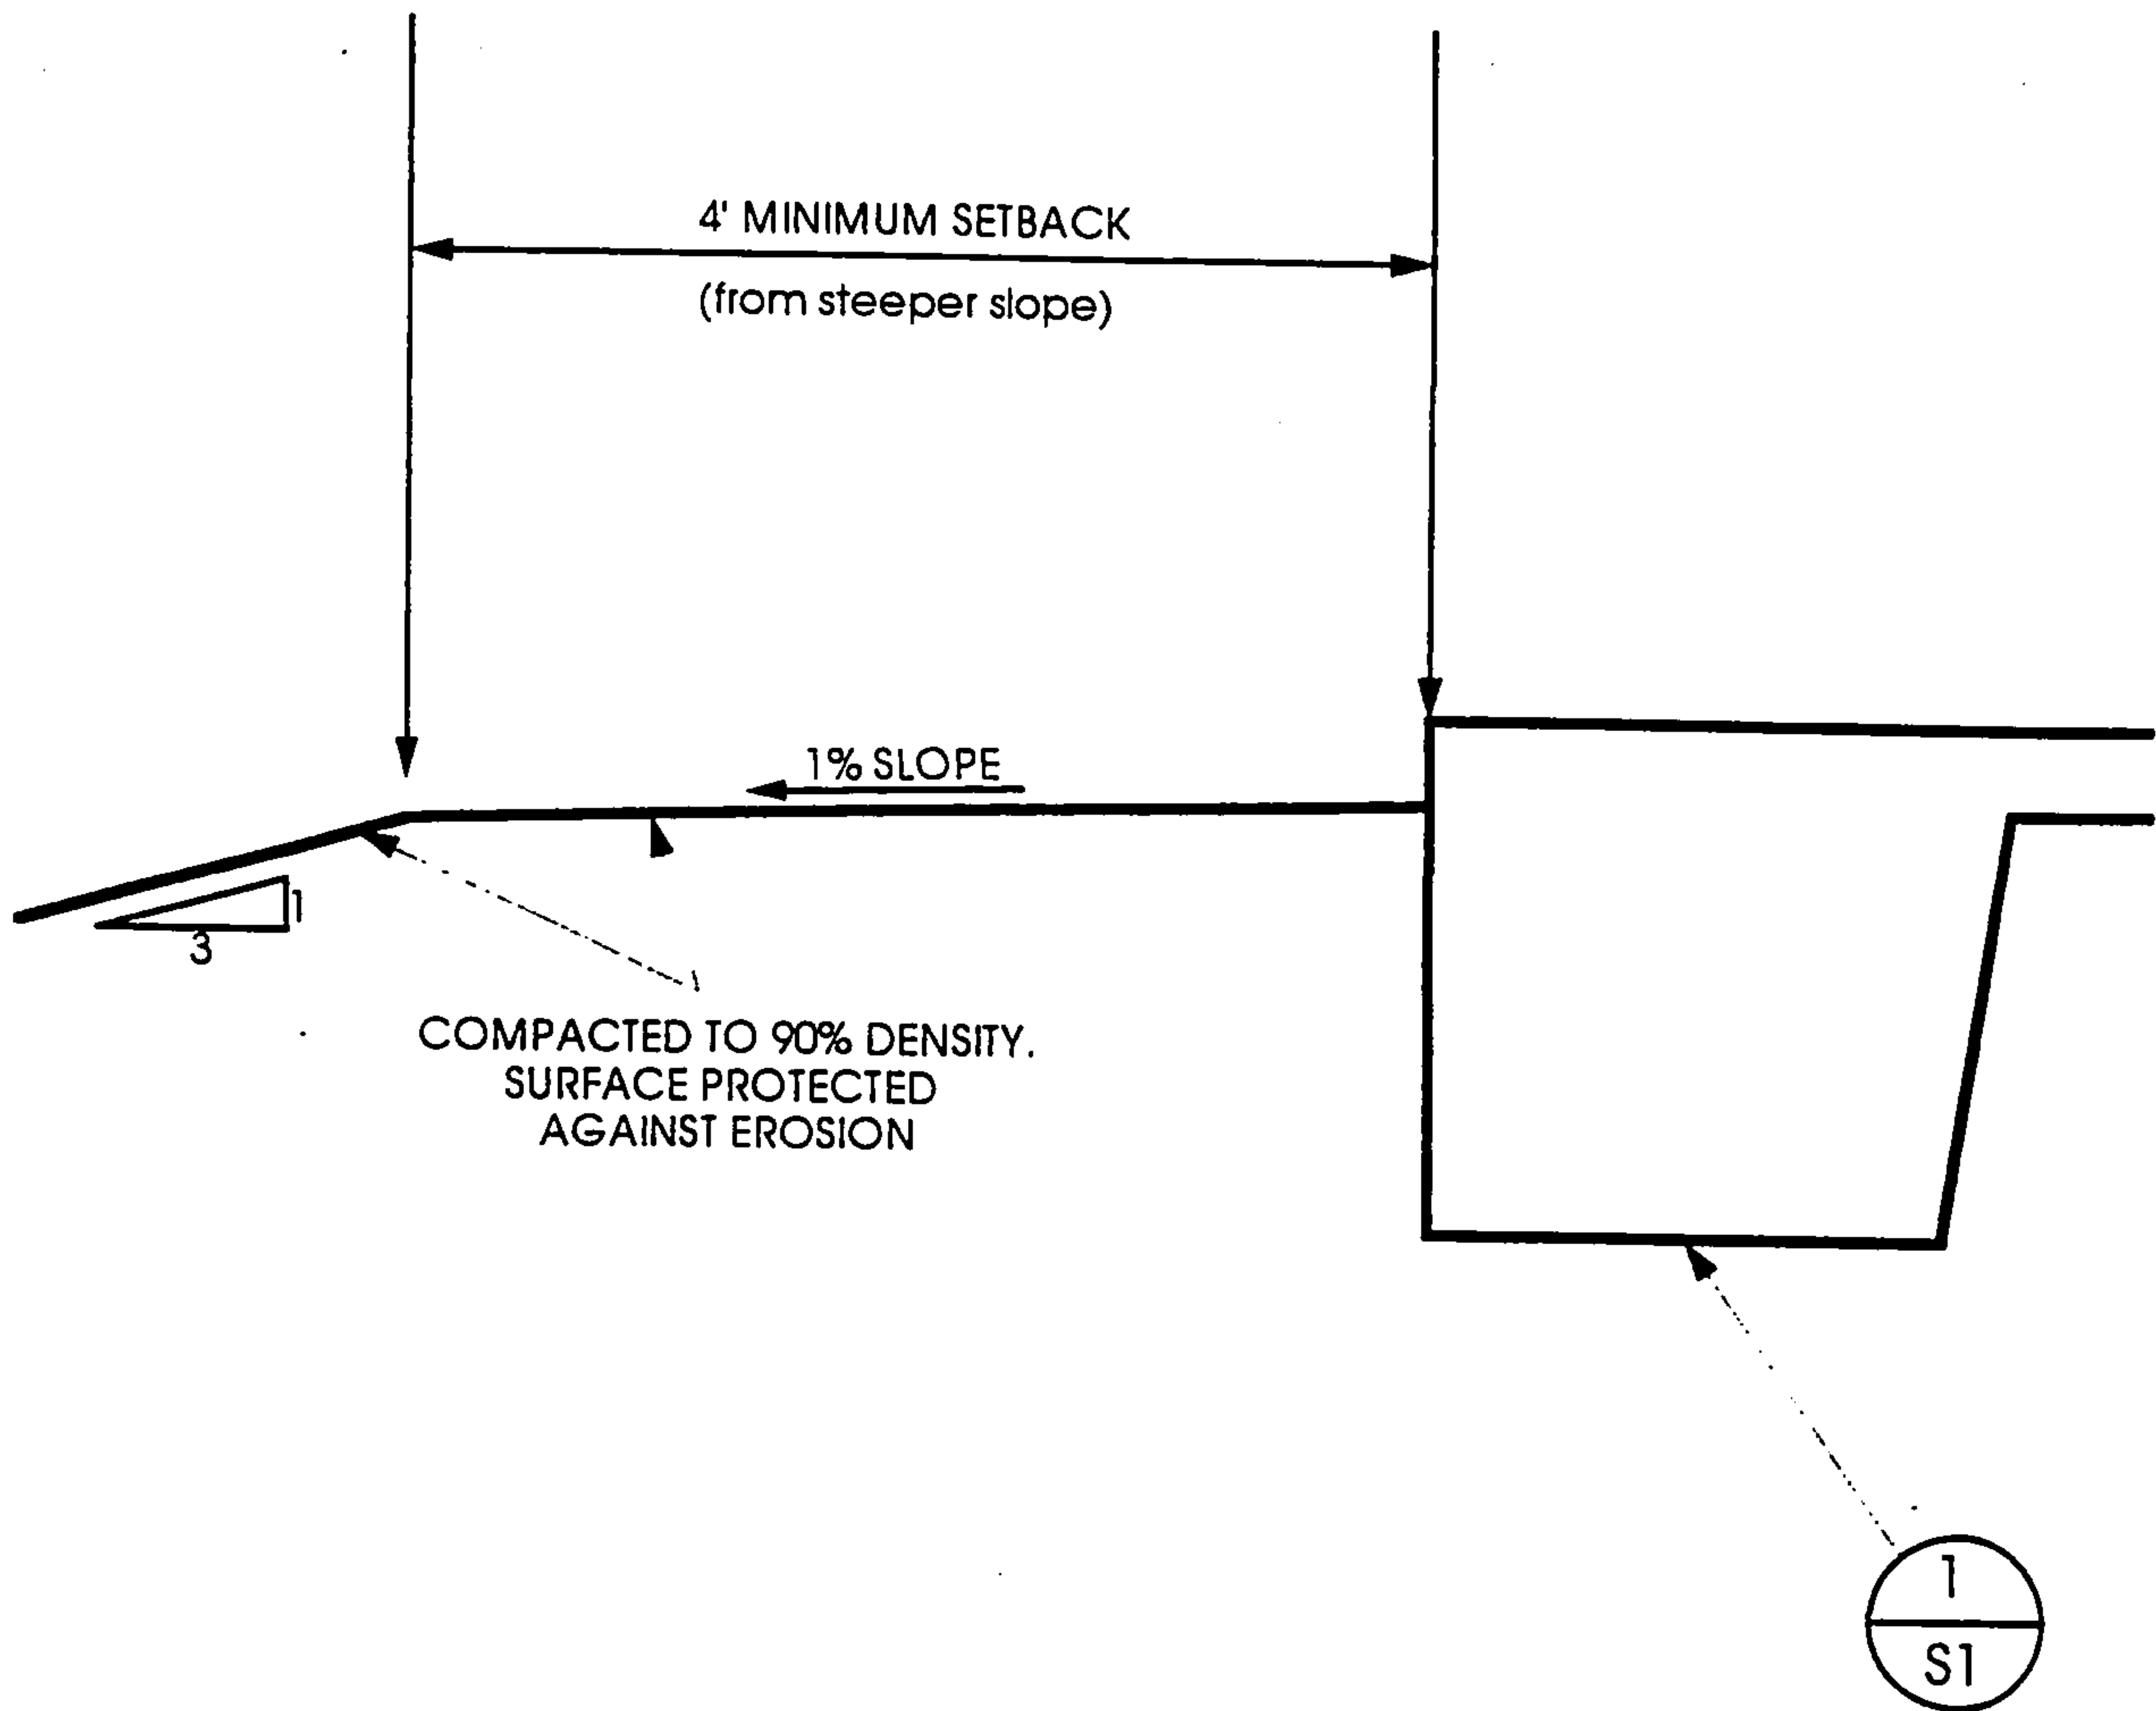 4' MINIMUM SETBACK
(from steeper slope)
1% SLOPE
1
3
COMPACTED TO 90% DENSITY.
SURFACE PROTECTED
AGAINST EROSION
1
S1